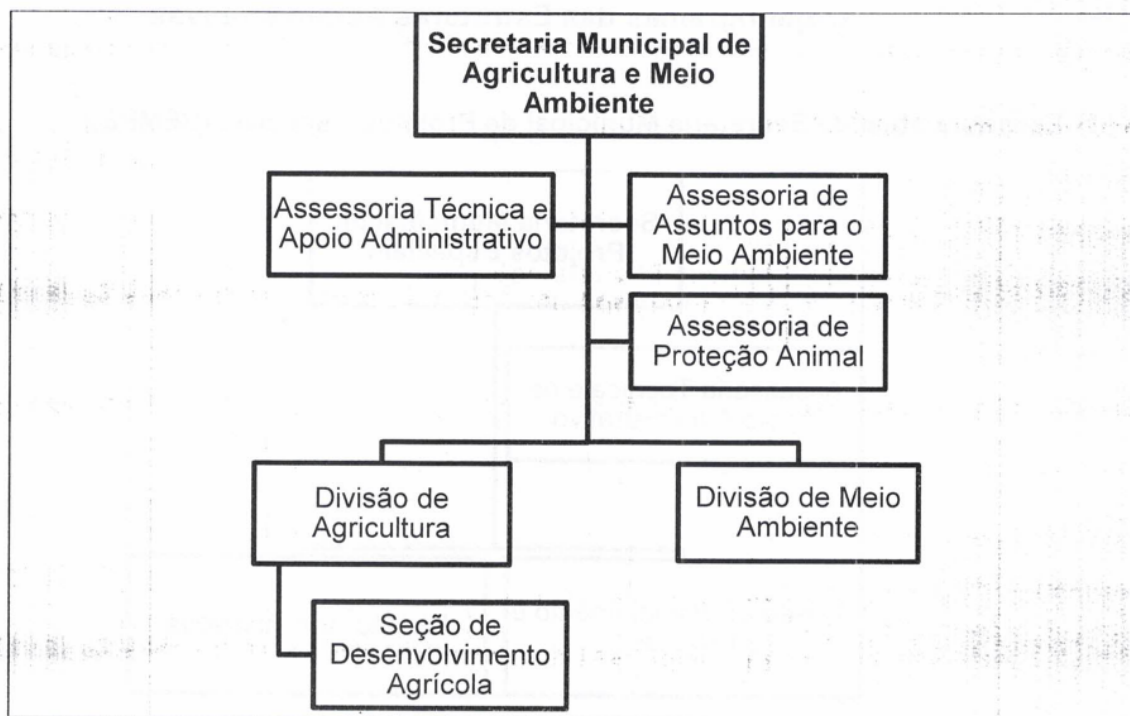 Secretaria Municipal de
Agricultura e Meio
Ambiente
Assessoria Técnica e
Apoio Administrativo
Assessoria de
Assuntos para o
Meio Ambiente
Assessoria de
Proteção Animal
Divisão de
Agricultura
Divisão de Meio
Ambiente
Seção de
Desenvolvimento
Agrícola